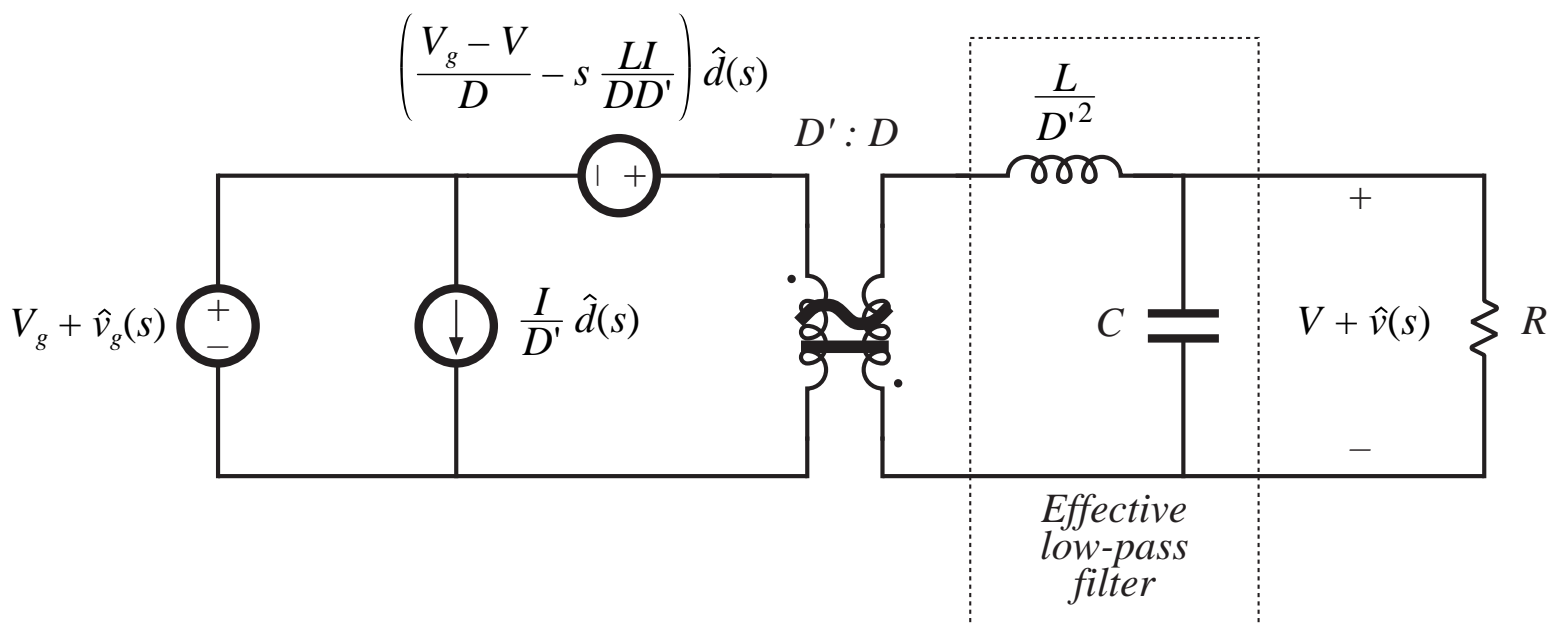 (V_g – V / D – s LI / DD') d̂(s)
D' : D
L / D'^2
V_g + v̂_g(s)
+
–
I / D' d̂(s)
| +
C
+
V + v̂(s)
–
R
Effective
low-pass
filter